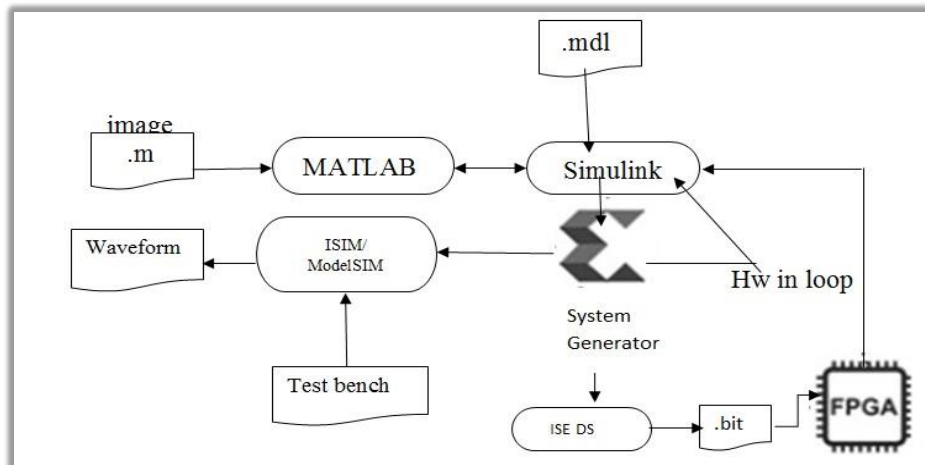 .mdl
image
.m
MATLAB
Simulink
Waveform
ISIM/
ModelSIM
Hw in loop
System
Generator
Test bench
ISE DS
.bit
FPGA